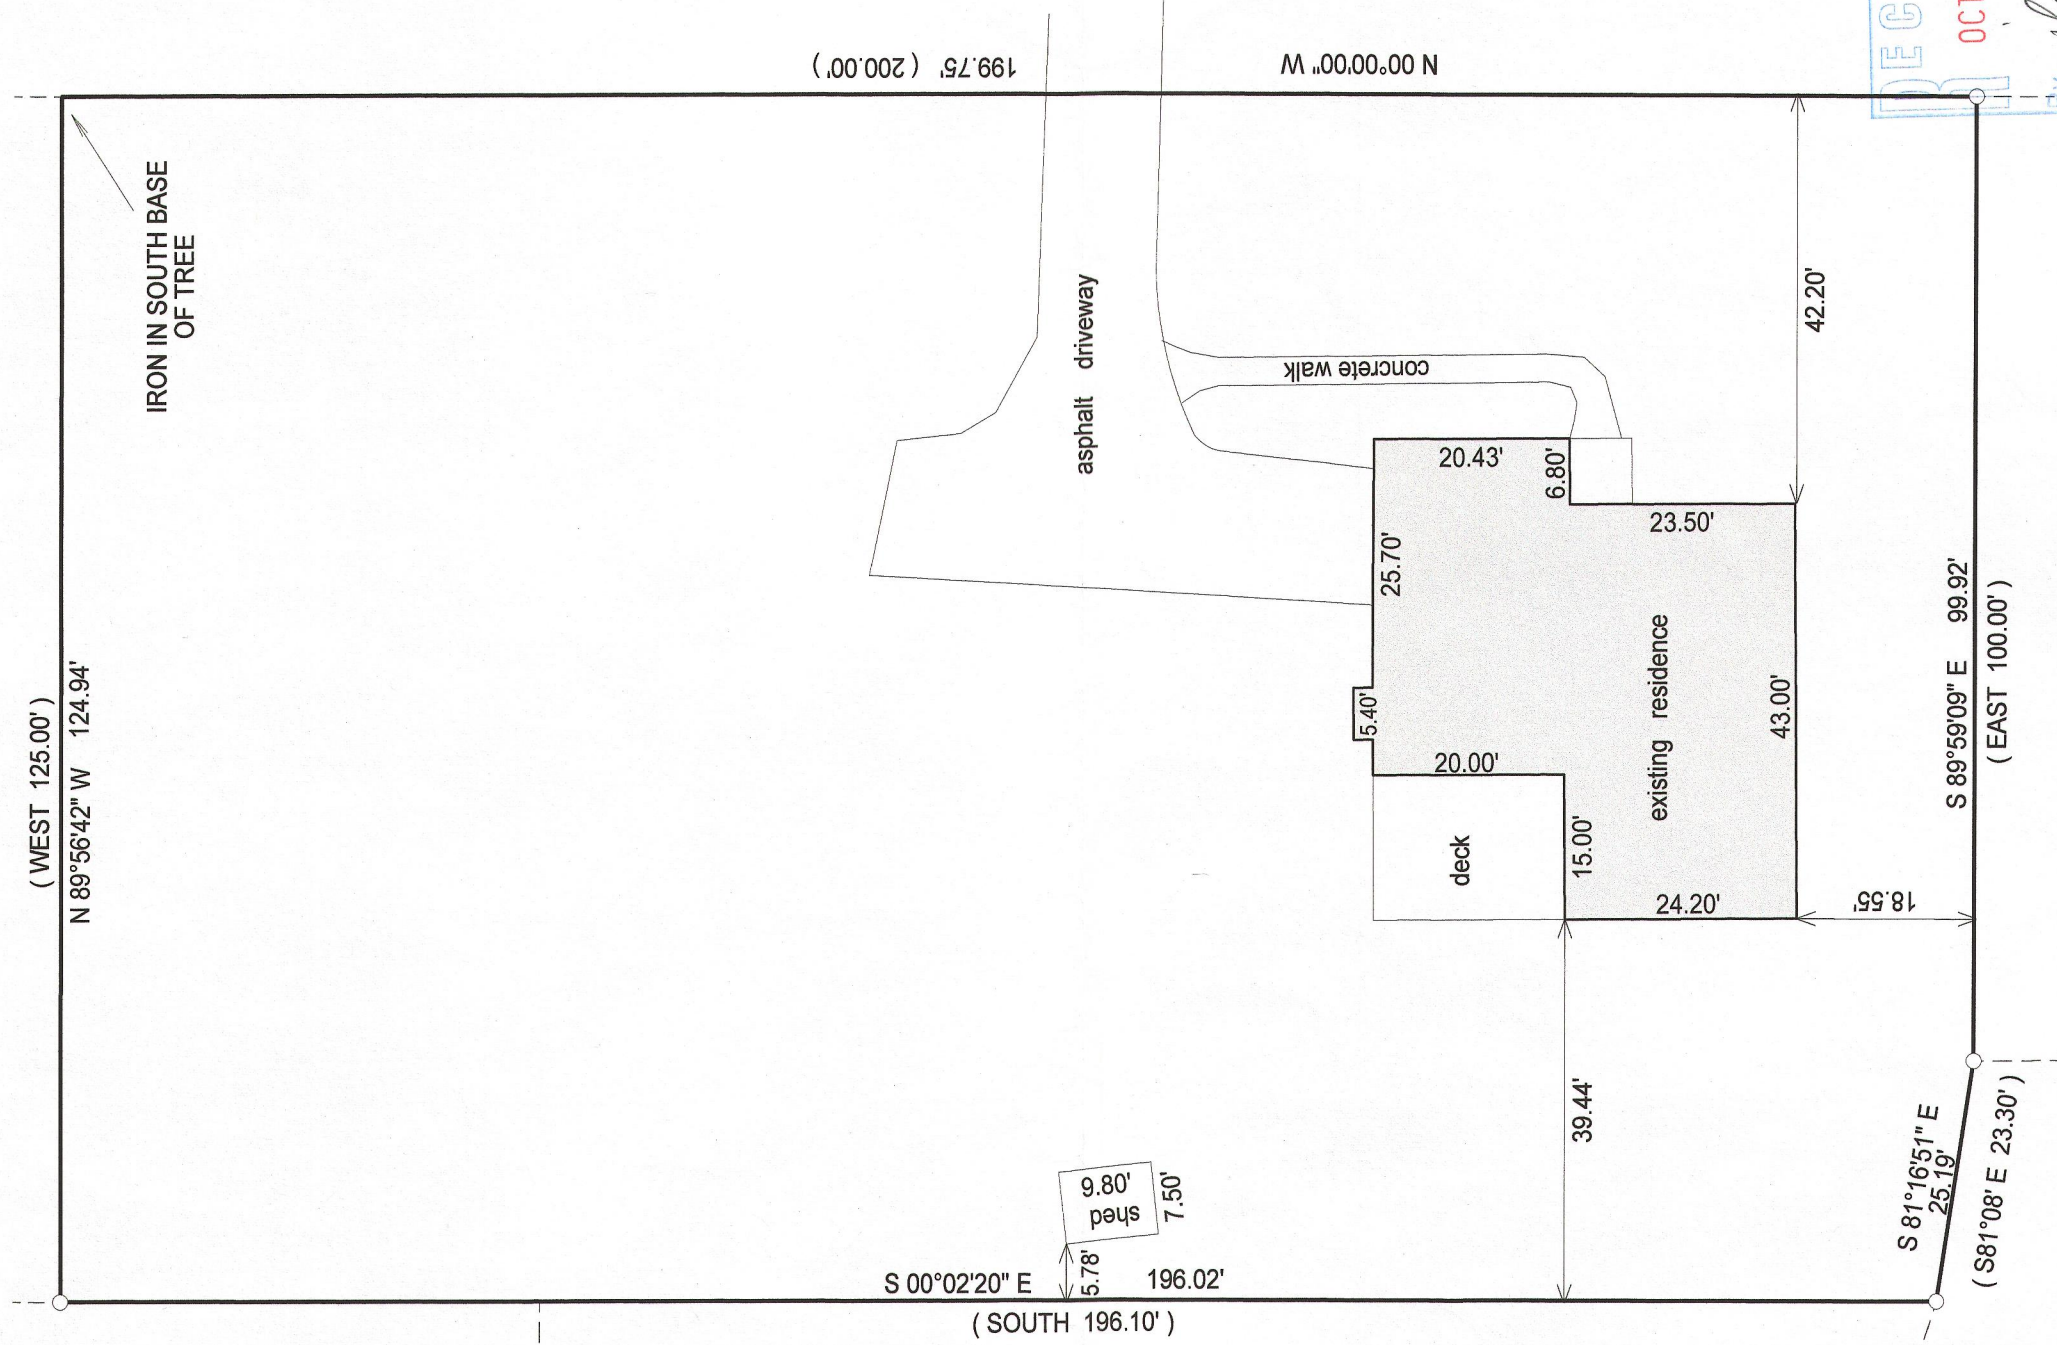 199.75' ( 200.00' )
N 00°00'00" W
IRON IN SOUTH BASE
OF TREE
asphalt driveway
concrete walk
42.20'
20.43'
6.80'
23.50'
25.70'
5.40'
20.00'
existing residence
43.00'
deck
15.00'
24.20'
18.55'
( WEST 125.00' )
N 89°56'42" W 124.94'
S 89°59'09" E 99.92'
( EAST 100.00' )
39.44'
9.80'
shed
7.50'
5.78'
S 00°02'20" E 196.02'
( SOUTH 196.10' )
S 81°16'51" E
25.19'
( S81°08' E 23.30' )
OCT